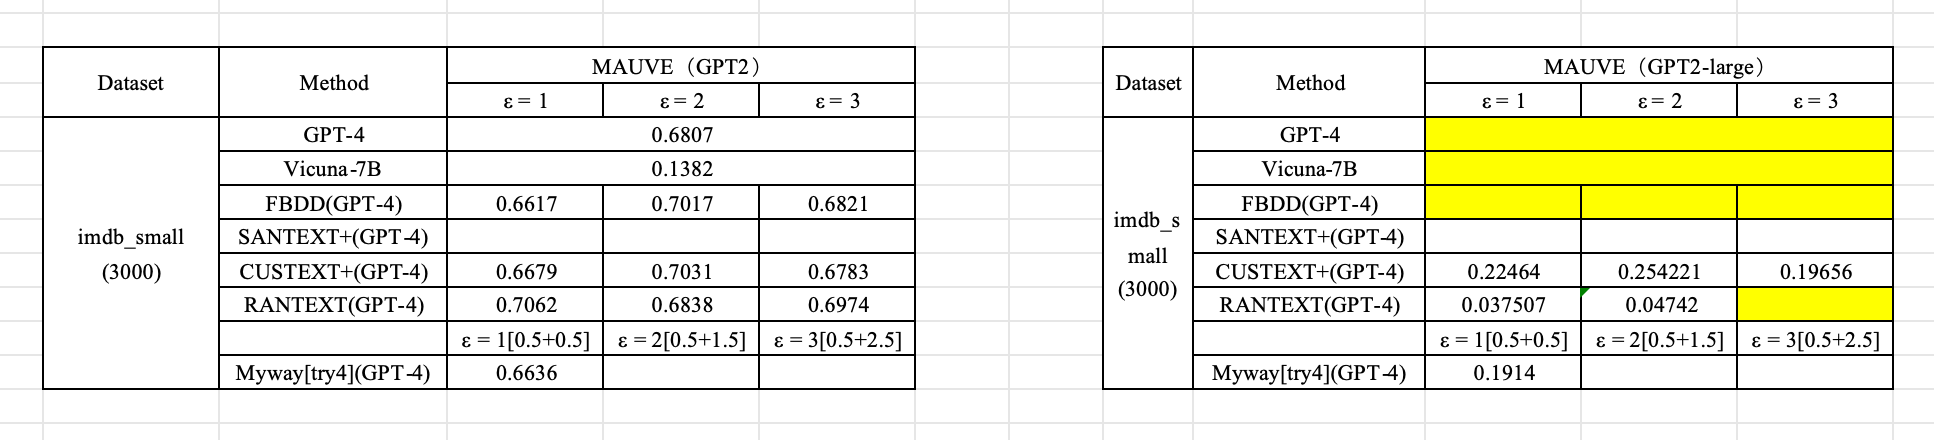 Dataset Method MAUVE（GPT2）
ε = 1 ε = 2 ε = 3
imdb_small
(3000)
GPT-4 0.6807
Vicuna-7B 0.1382
FBDD(GPT-4) 0.6617 0.7017 0.6821
SANTEXT+(GPT-4)
CUSTEXT+(GPT-4) 0.6679 0.7031 0.6783
RANTEXT(GPT-4) 0.7062 0.6838 0.6974
ε = 1[0.5+0.5] ε = 2[0.5+1.5] ε = 3[0.5+2.5]
Myway[try4](GPT-4) 0.6636
Dataset Method MAUVE（GPT2-large）
ε = 1 ε = 2 ε = 3
imdb_s
mall
(3000)
GPT-4
Vicuna-7B
FBDD(GPT-4)
SANTEXT+(GPT-4)
CUSTEXT+(GPT-4) 0.22464 0.254221 0.19656
RANTEXT(GPT-4) 0.037507 0.04742
ε = 1[0.5+0.5] ε = 2[0.5+1.5] ε = 3[0.5+2.5]
Myway[try4](GPT-4) 0.1914